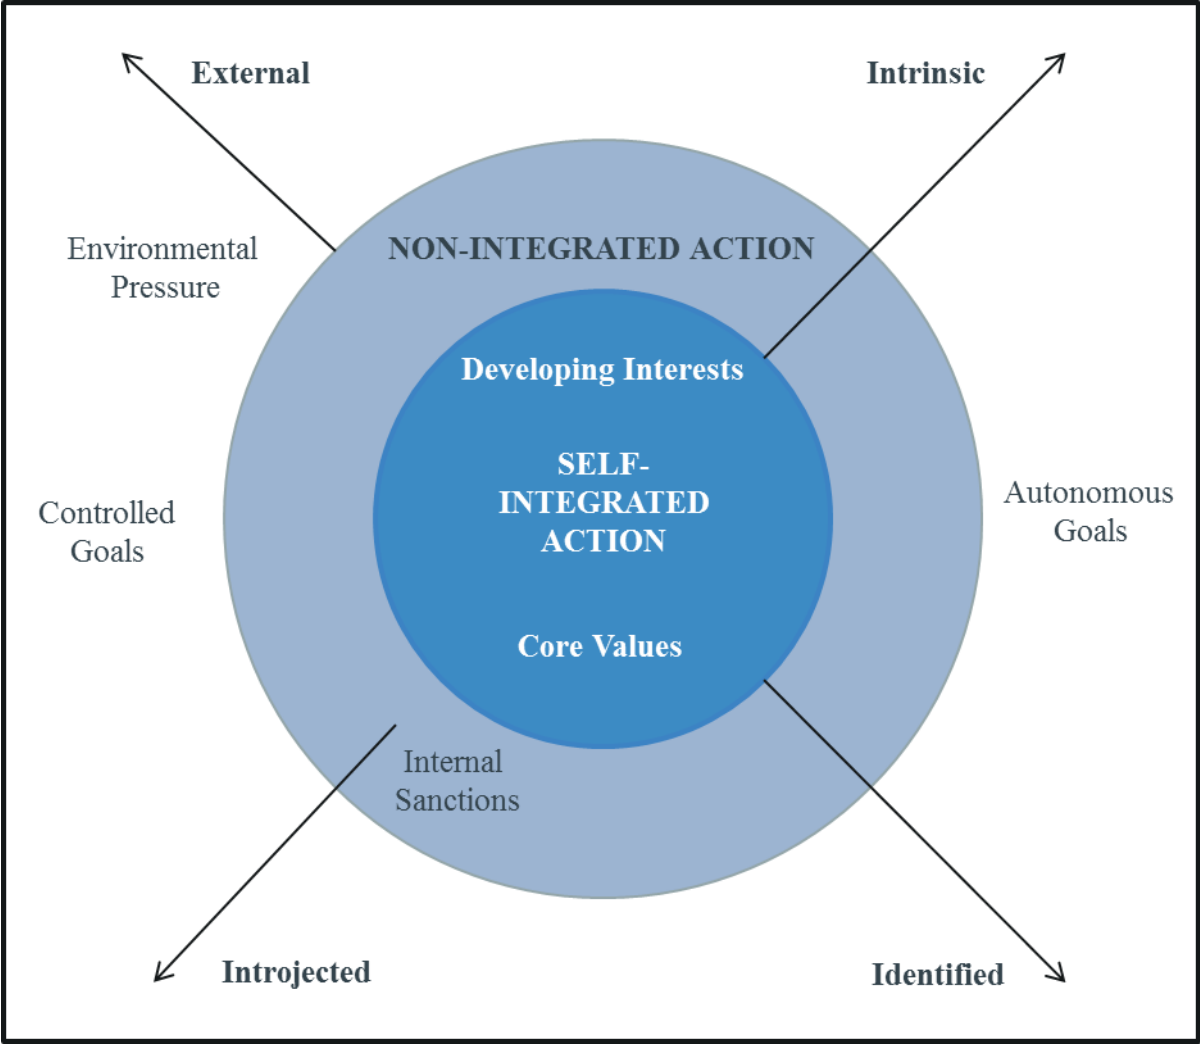 External
Intrinsic
Environmental
Pressure
NON-INTEGRATED ACTION
Developing Interests
SELF-
INTEGRATED
ACTION
Controlled
Goals
Autonomous
Goals
Core Values
Internal
Sanctions
Introjected
Identified